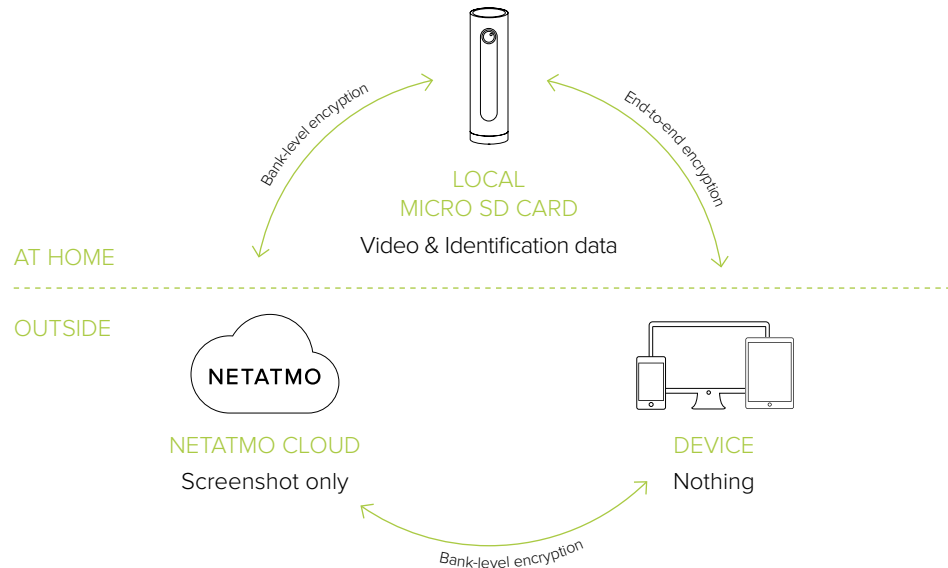 Bank-level encryption
End-to-end encryption
LOCAL
MICRO SD CARD
Video & Identification data
AT HOME
OUTSIDE
NETATMO
NETATMO CLOUD
Screenshot only
DEVICE
Nothing
Bank-level encryption